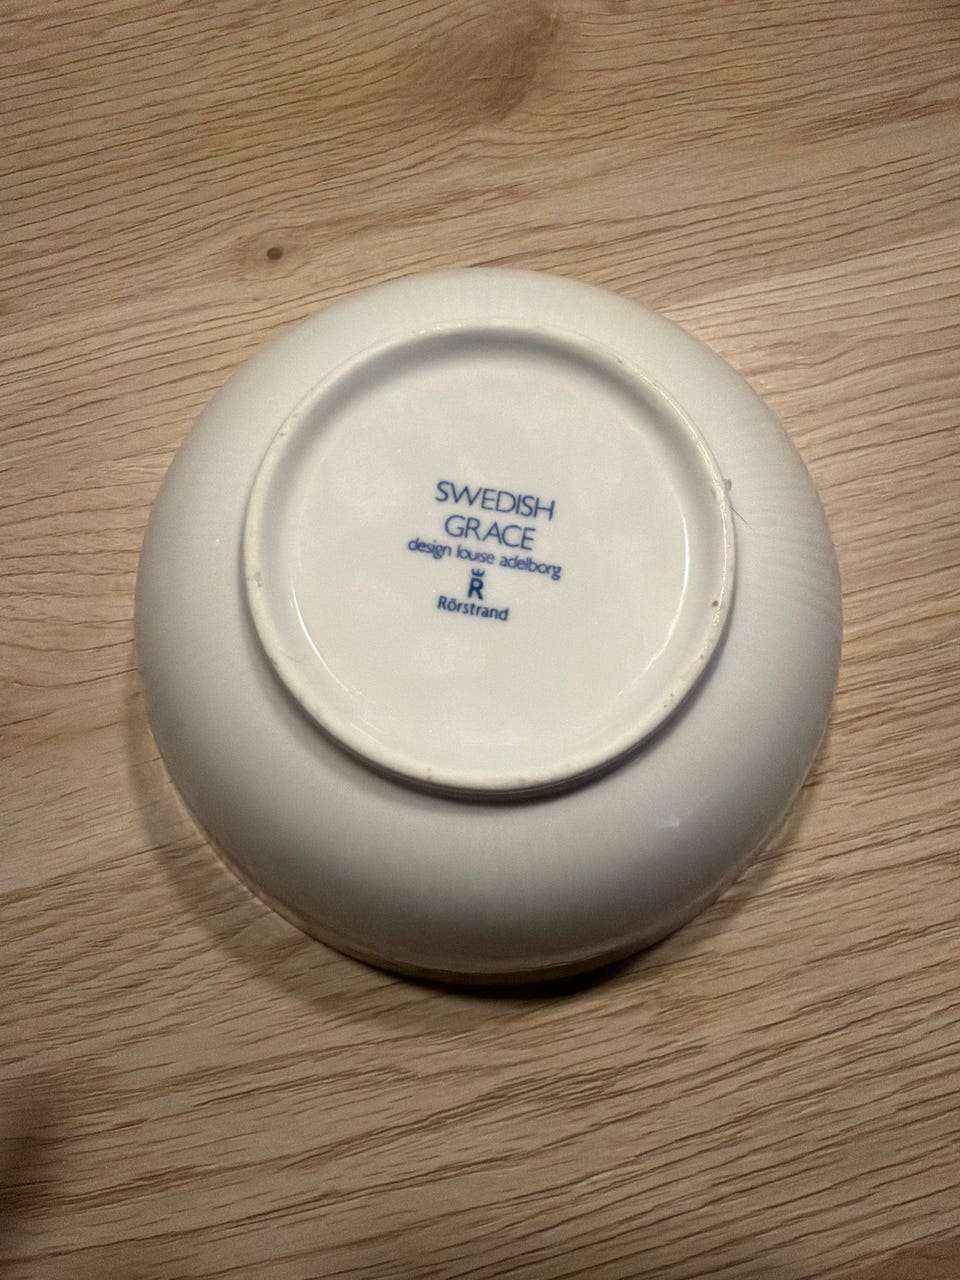 SWEDISH
GRACE
design louise adelborg
R
Rörstrand